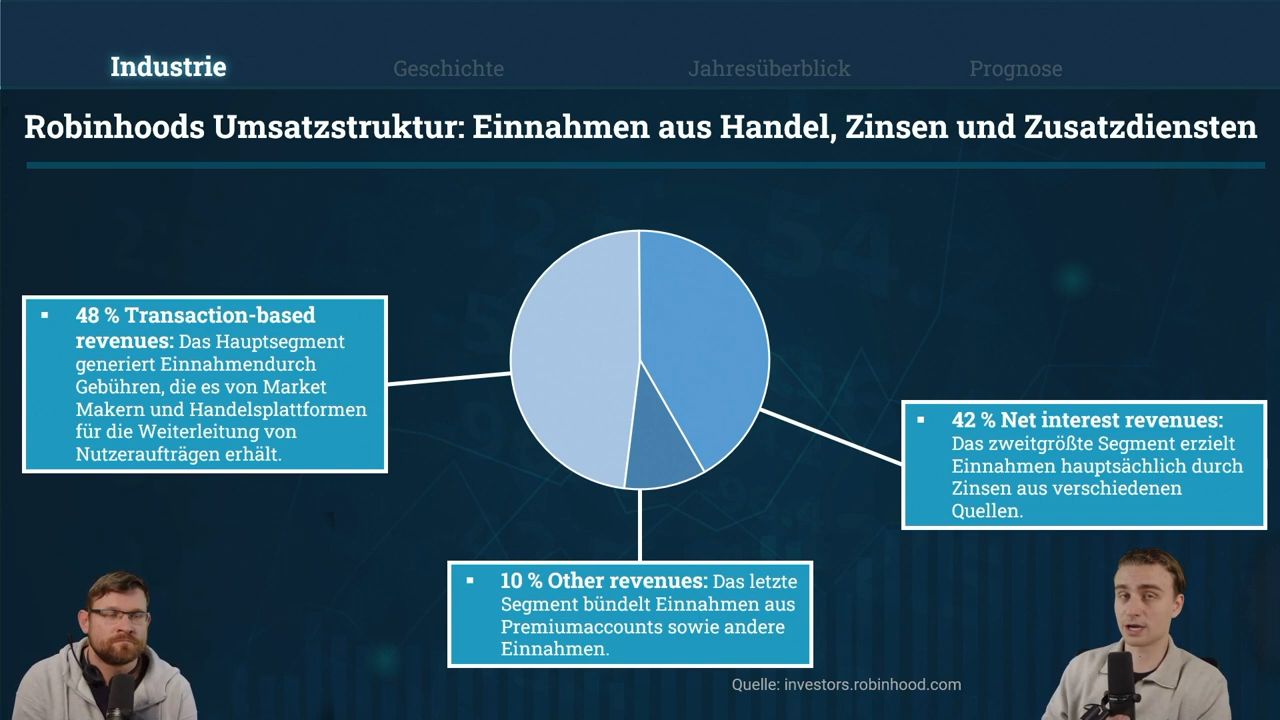 Industrie
Geschichte
Jahresüberblick
Prognose
Robinhoods Umsatzstruktur: Einnahmen aus Handel, Zinsen und Zusatzdiensten
▪ 48 % Transaction-based
revenues: Das Hauptsegment
generiert Einnahmendurch
Gebühren, die es von Market
Makern und Handelsplattformen
für die Weiterleitung von
Nutzeraufträgen erhält.
▪ 42 % Net interest revenues:
Das zweitgrößte Segment erzielt
Einnahmen hauptsächlich durch
Zinsen aus verschiedenen
Quellen.
▪ 10 % Other revenues: Das letzte
Segment bündelt Einnahmen aus
Premiumaccounts sowie andere
Einnahmen.
Quelle: investors.robinhood.com